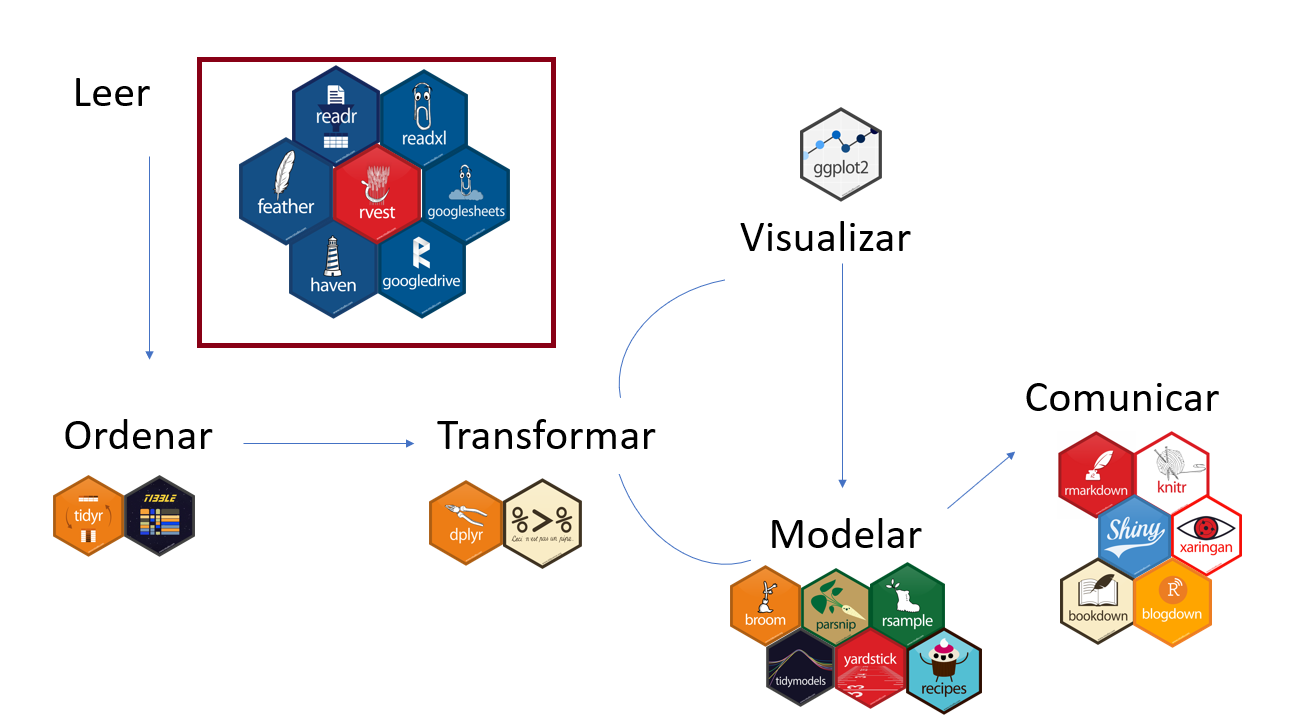 Leer
readr
readxl
feather
rvest
googlesheets
haven
googledrive
ggplot2
Visualizar
Ordenar
tidyr
TIBBLE
Transformar
dplyr
%>%
Ceci n'est pas un pipe.
Modelar
broom
parsnip
rsample
tidymodels
yardstick
recipes
Comunicar
rmarkdown
knitr
Shiny
xaringan
bookdown
R
blogdown